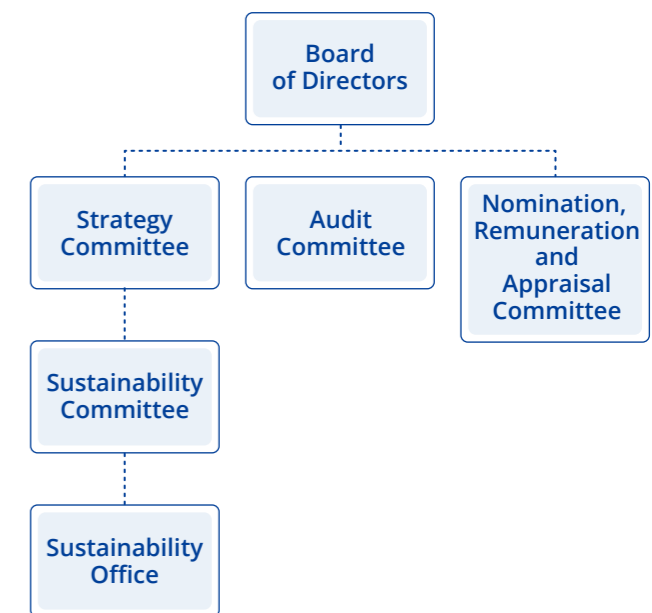 Board
of Directors
Strategy
Committee
Audit
Committee
Nomination,
Remuneration
and
Appraisal
Committee
Sustainability
Committee
Sustainability
Office